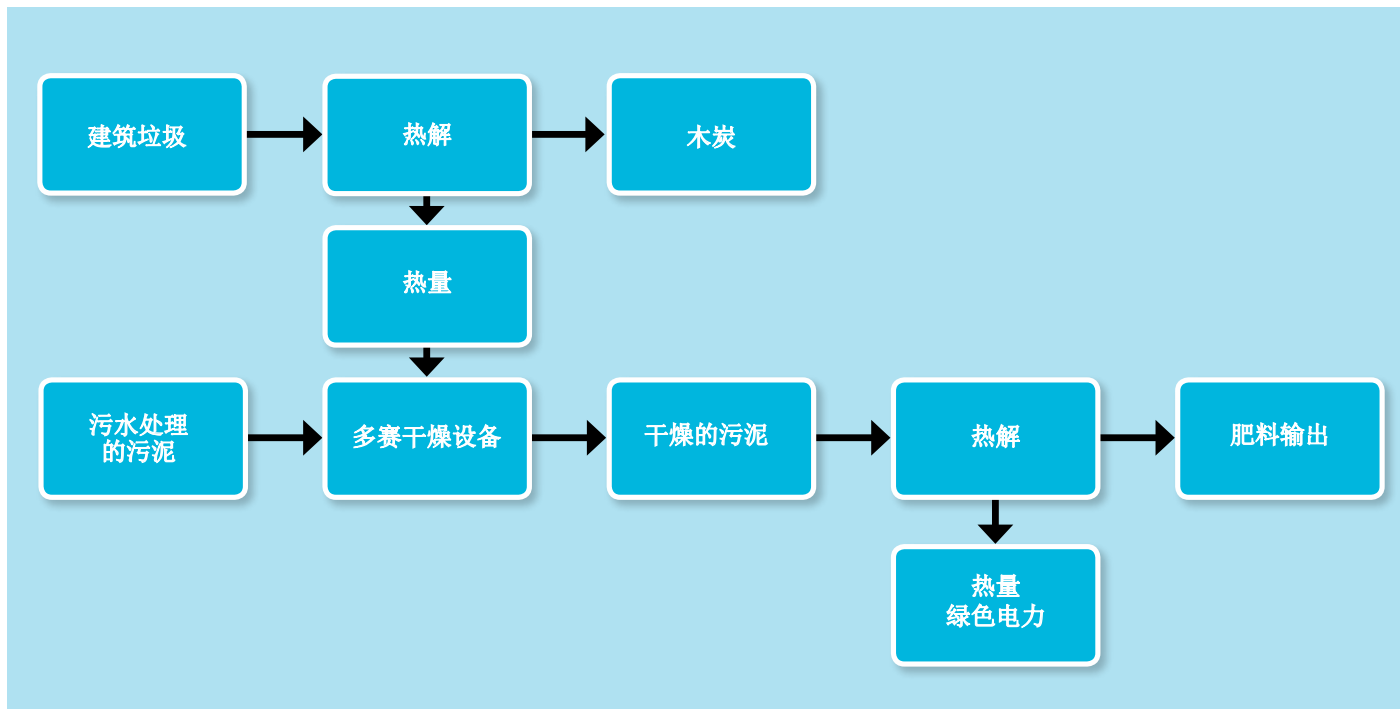 建筑垃圾
热解
木炭
热量
污水处理
的污泥
多赛干燥设备
干燥的污泥
热解
肥料输出
热量
绿色电力